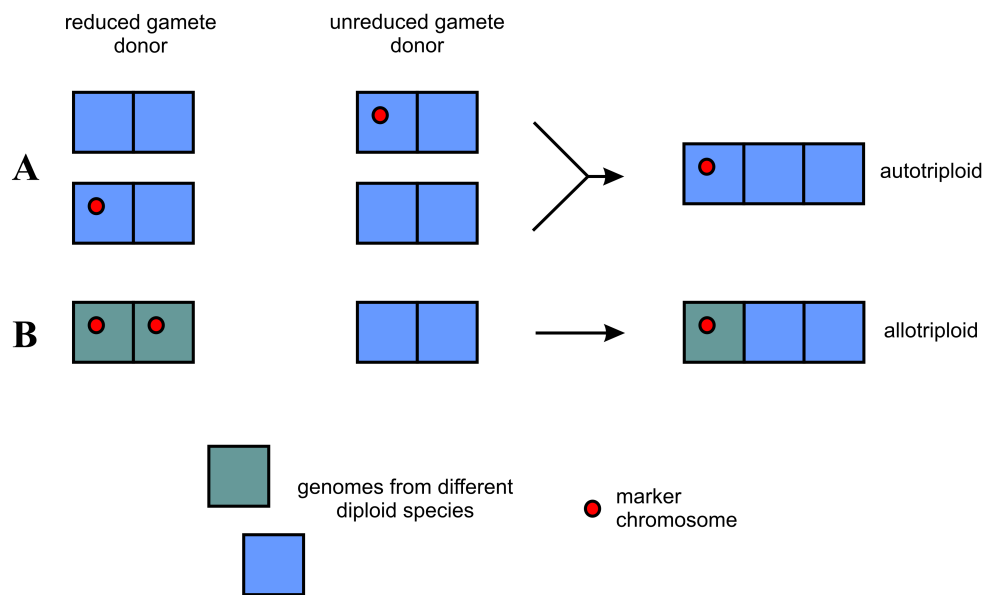 reduced gamete
donor
unreduced gamete
donor
A
autotriploid
B
allotriploid
genomes from different
diploid species
marker
chromosome